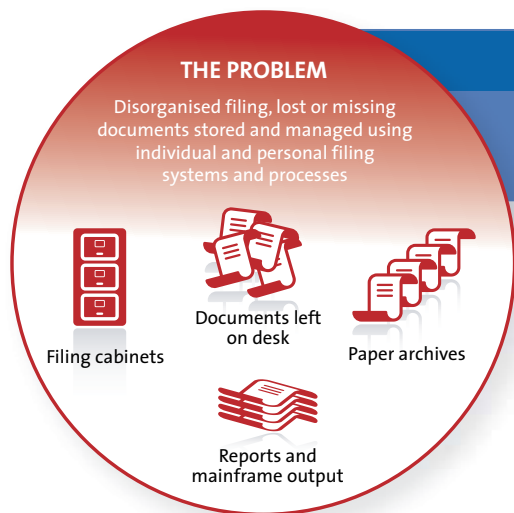 THE PROBLEM
Disorganised filing, lost or missing
documents stored and managed using
individual and personal filing
systems and processes
Filing cabinets
Documents left
on desk
Paper archives
Reports and
mainframe output